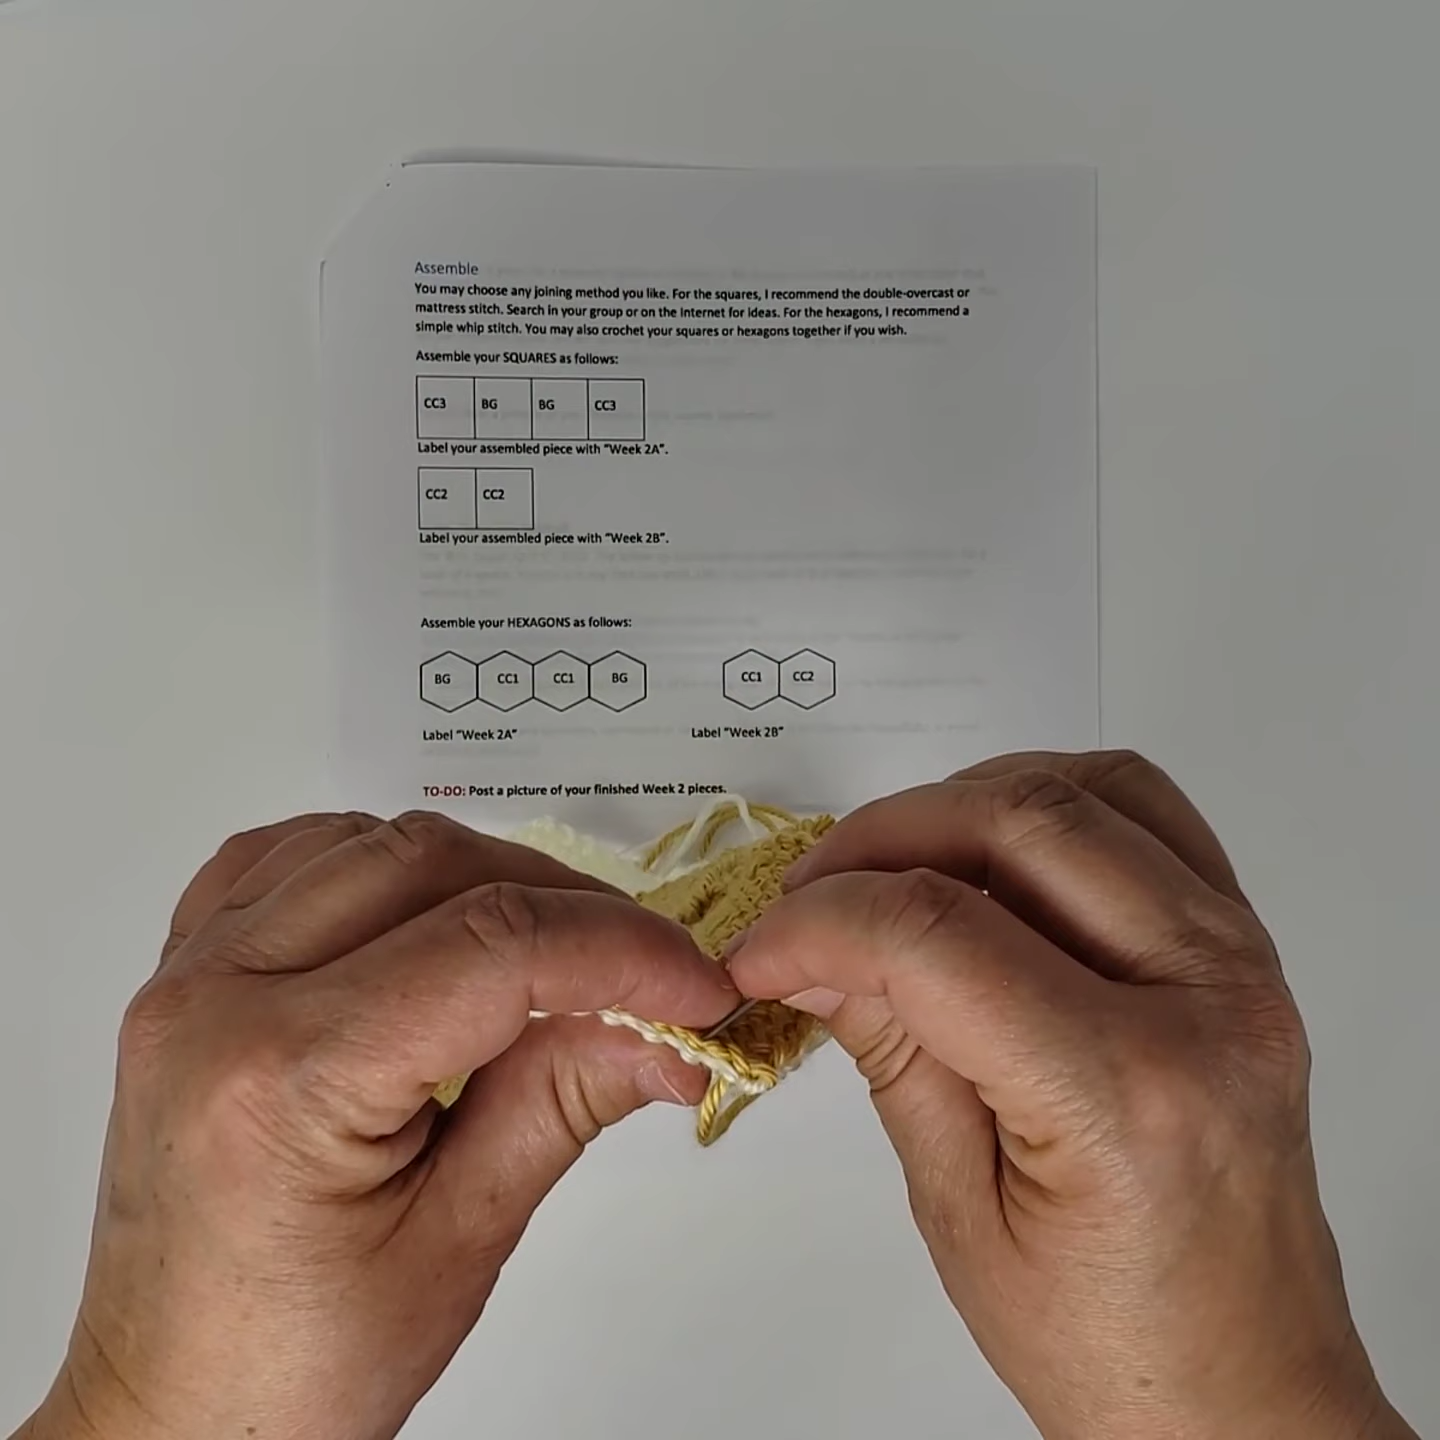 Assemble
You may choose any joining method you like. For the squares, I recommend the double-overcast or
mattress stitch. Search in your group or on the Internet for ideas. For the hexagons, I recommend a
simple whip stitch. You may also crochet your squares or hexagons together if you wish.
Assemble your SQUARES as follows:
CC3 BG BG CC3
Label your assembled piece with "Week 2A".
CC2 CC2
Label your assembled piece with "Week 2B".
Assemble your HEXAGONS as follows:
BG CC1 CC1 BG CC1 CC2
Label "Week 2A" Label "Week 2B"
TO-DO: Post a picture of your finished Week 2 pieces.